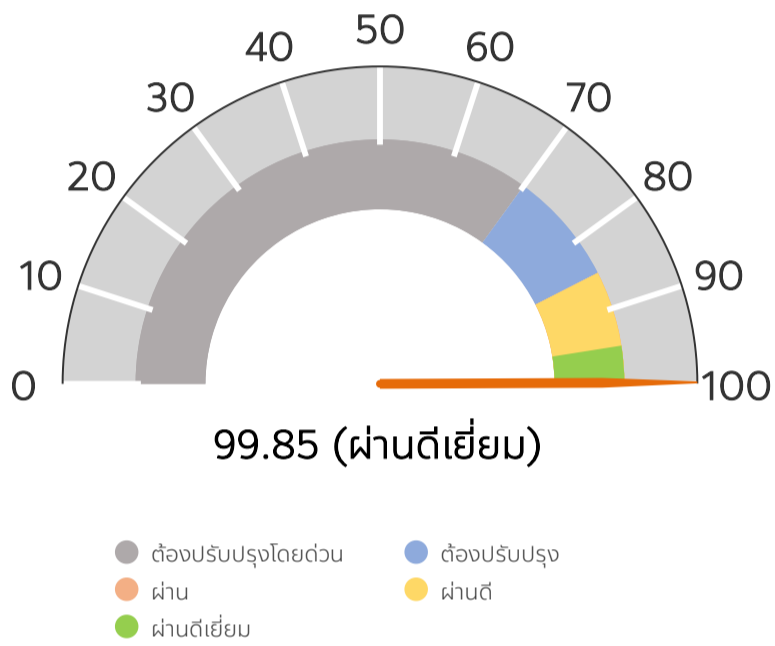 50
40
60
30
70
20
80
10
90
0
100
99.85 (ผ่านดีเยี่ยม)
ต้องปรับปรุงโดยด่วน
ต้องปรับปรุง
ผ่าน
ผ่านดี
ผ่านดีเยี่ยม